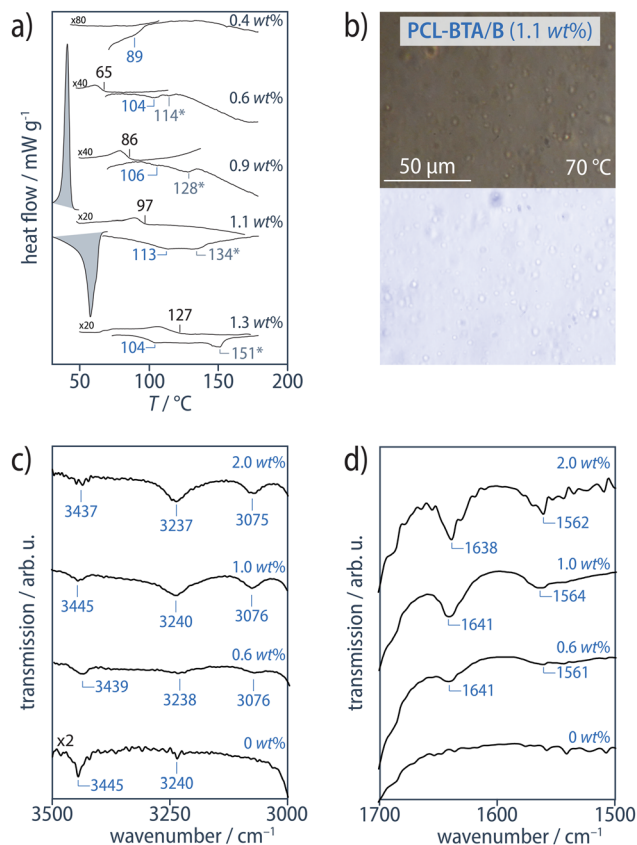 a)
x80
0.4 wt%
89
65
x40
0.6 wt%
104
114*
86
x40
0.9 wt%
106
128*
97
x20
1.1 wt%
113
134*
127
x20
1.3 wt%
104
151*
heat flow / mW g⁻¹
50 100 150 200
T / °C
b)
PCL-BTA/B (1.1 wt%)
50 µm
70 °C
c)
2.0 wt%
3437
3237
3075
1.0 wt%
3445
3240
3076
0.6 wt%
3439
3238
3076
x2
0 wt%
3445
3240
transmission / arb. u.
3500 3250 3000
wavenumber / cm⁻¹
d)
2.0 wt%
1638
1562
1.0 wt%
1641
1564
0.6 wt%
1641
1561
0 wt%
transmission / arb. u.
1700 1600 1500
wavenumber / cm⁻¹